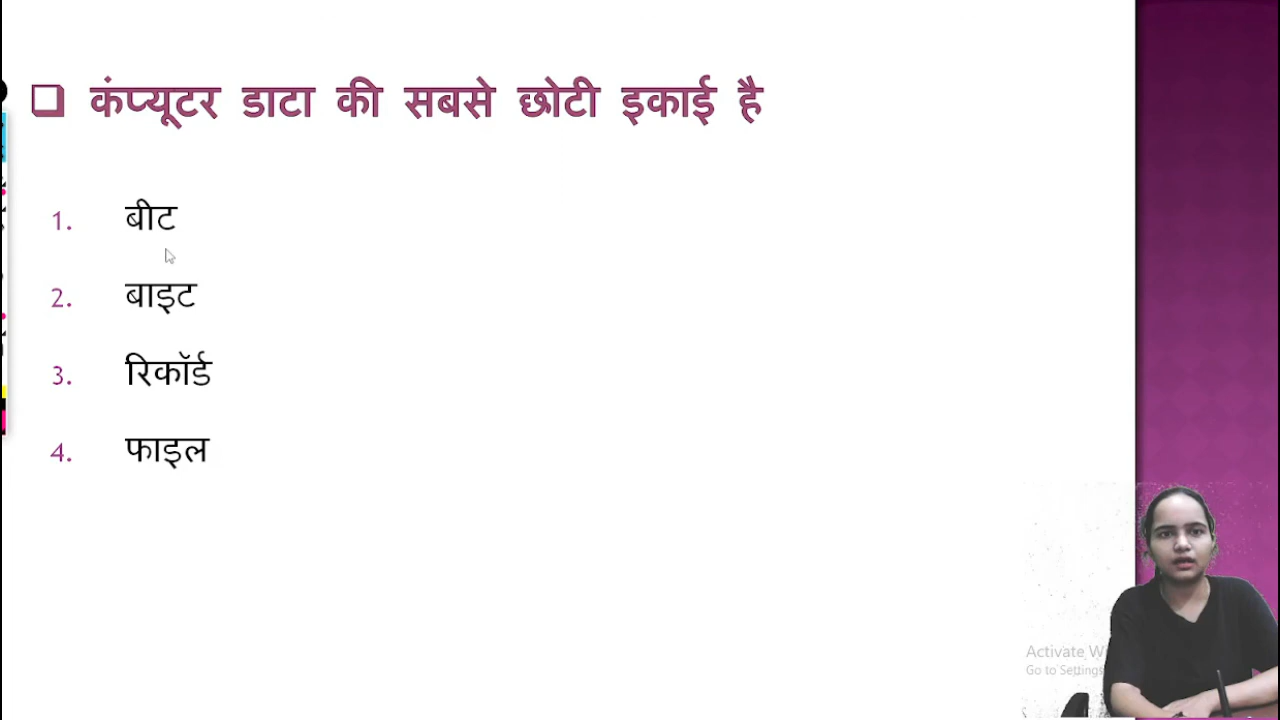 ❑ कंप्यूटर डाटा की सबसे छोटी इकाई है
1. बीट
2. बाइट
3. रिकॉर्ड
4. फाइल
Activate W
Go to Settings